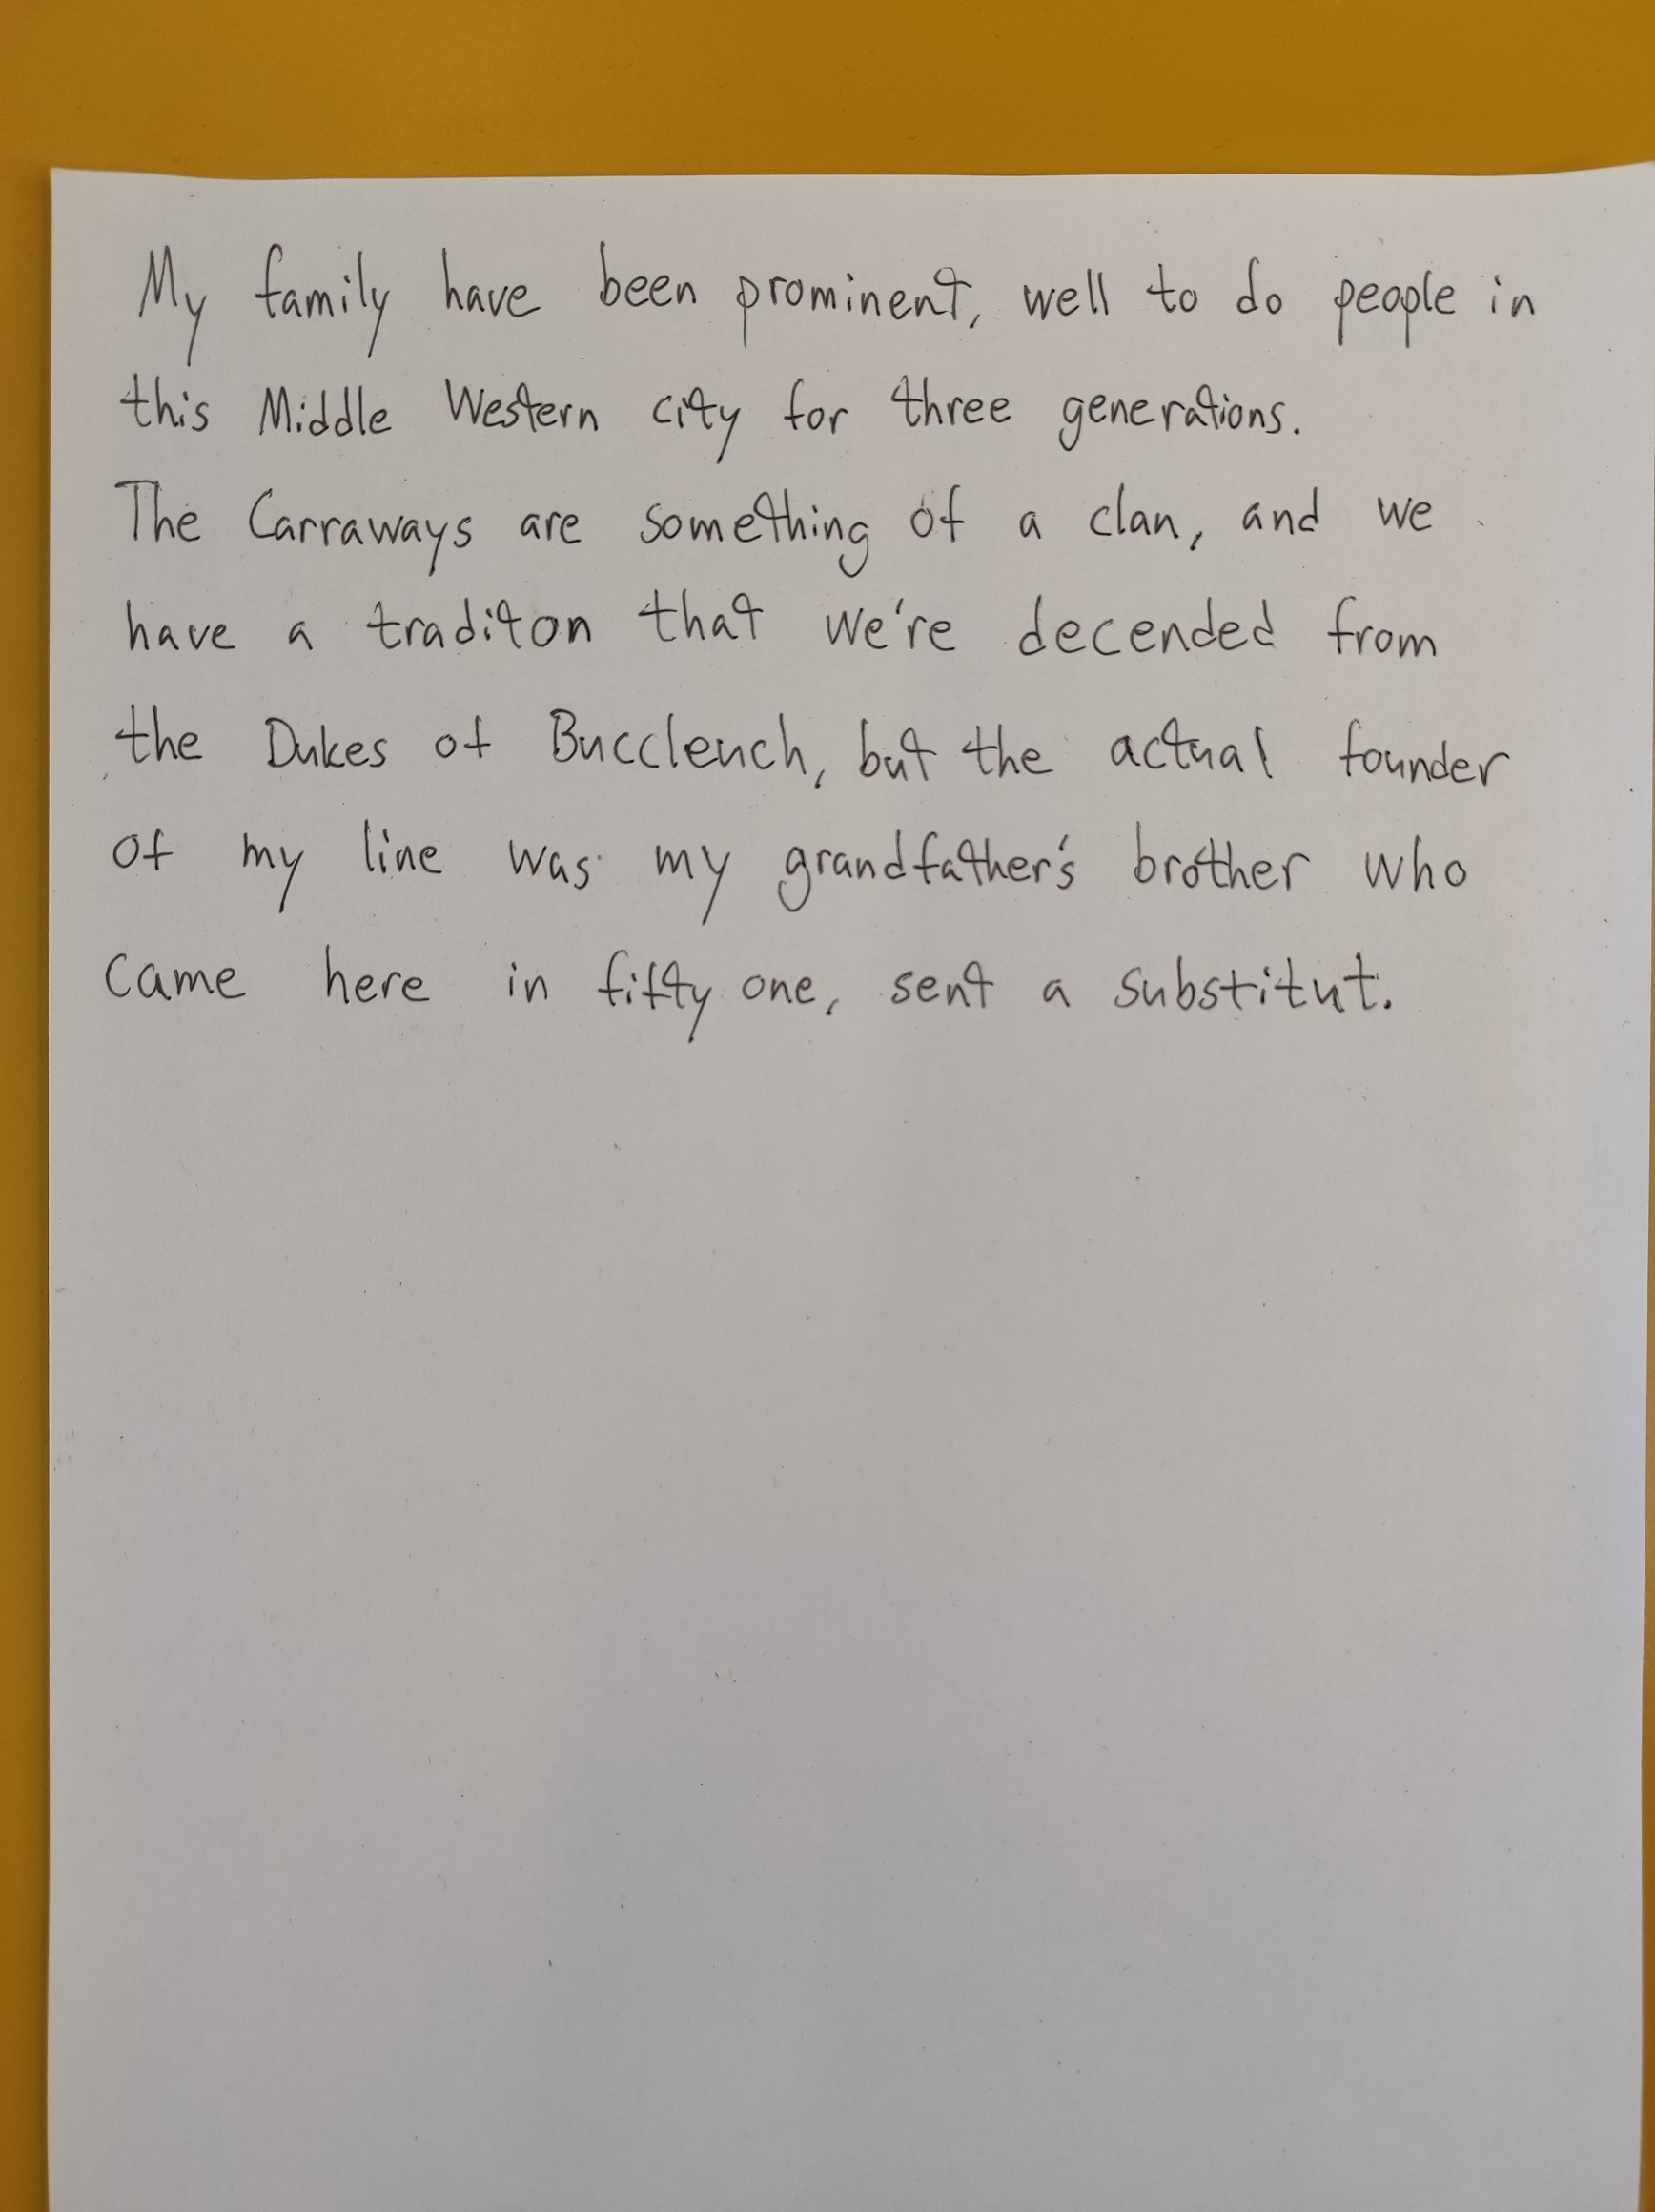 My family have been prominent, well to do people in
this Middle Western city for three generations.
The Carraways are something of a clan, and we
have a traditon that we're decended from
the Dukes of Buccleuch, but the actual founder
of my line was my grandfather's brother who
came here in fifty one, sent a substitut.